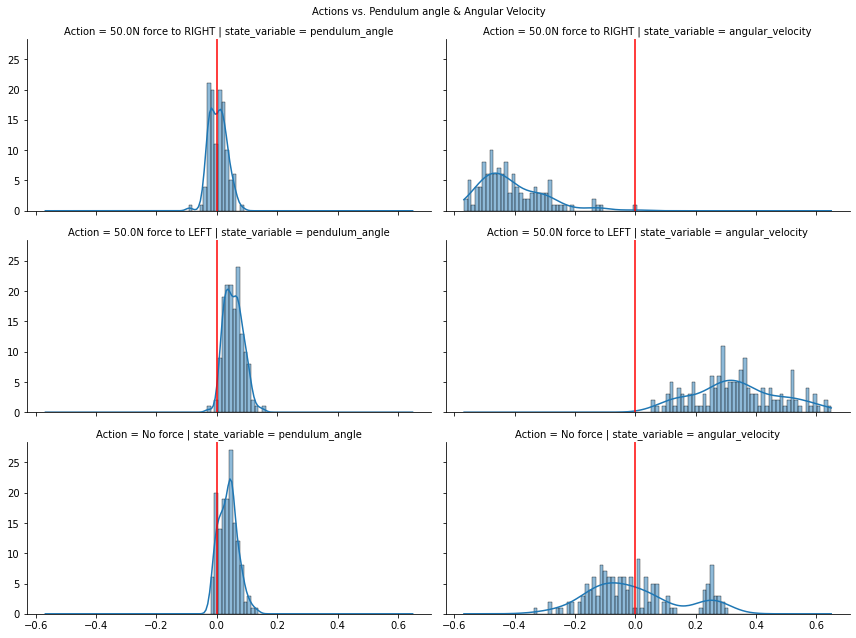 Actions vs. Pendulum angle & Angular Velocity
Action = 50.0N force to RIGHT | state_variable = pendulum_angle
Action = 50.0N force to RIGHT | state_variable = angular_velocity
25
20
15
10
5
0
Action = 50.0N force to LEFT | state_variable = pendulum_angle
Action = 50.0N force to LEFT | state_variable = angular_velocity
25
20
15
10
5
0
Action = No force | state_variable = pendulum_angle
Action = No force | state_variable = angular_velocity
25
20
15
10
5
0
−0.6 −0.4 −0.2 0.0 0.2 0.4 0.6
−0.6 −0.4 −0.2 0.0 0.2 0.4 0.6